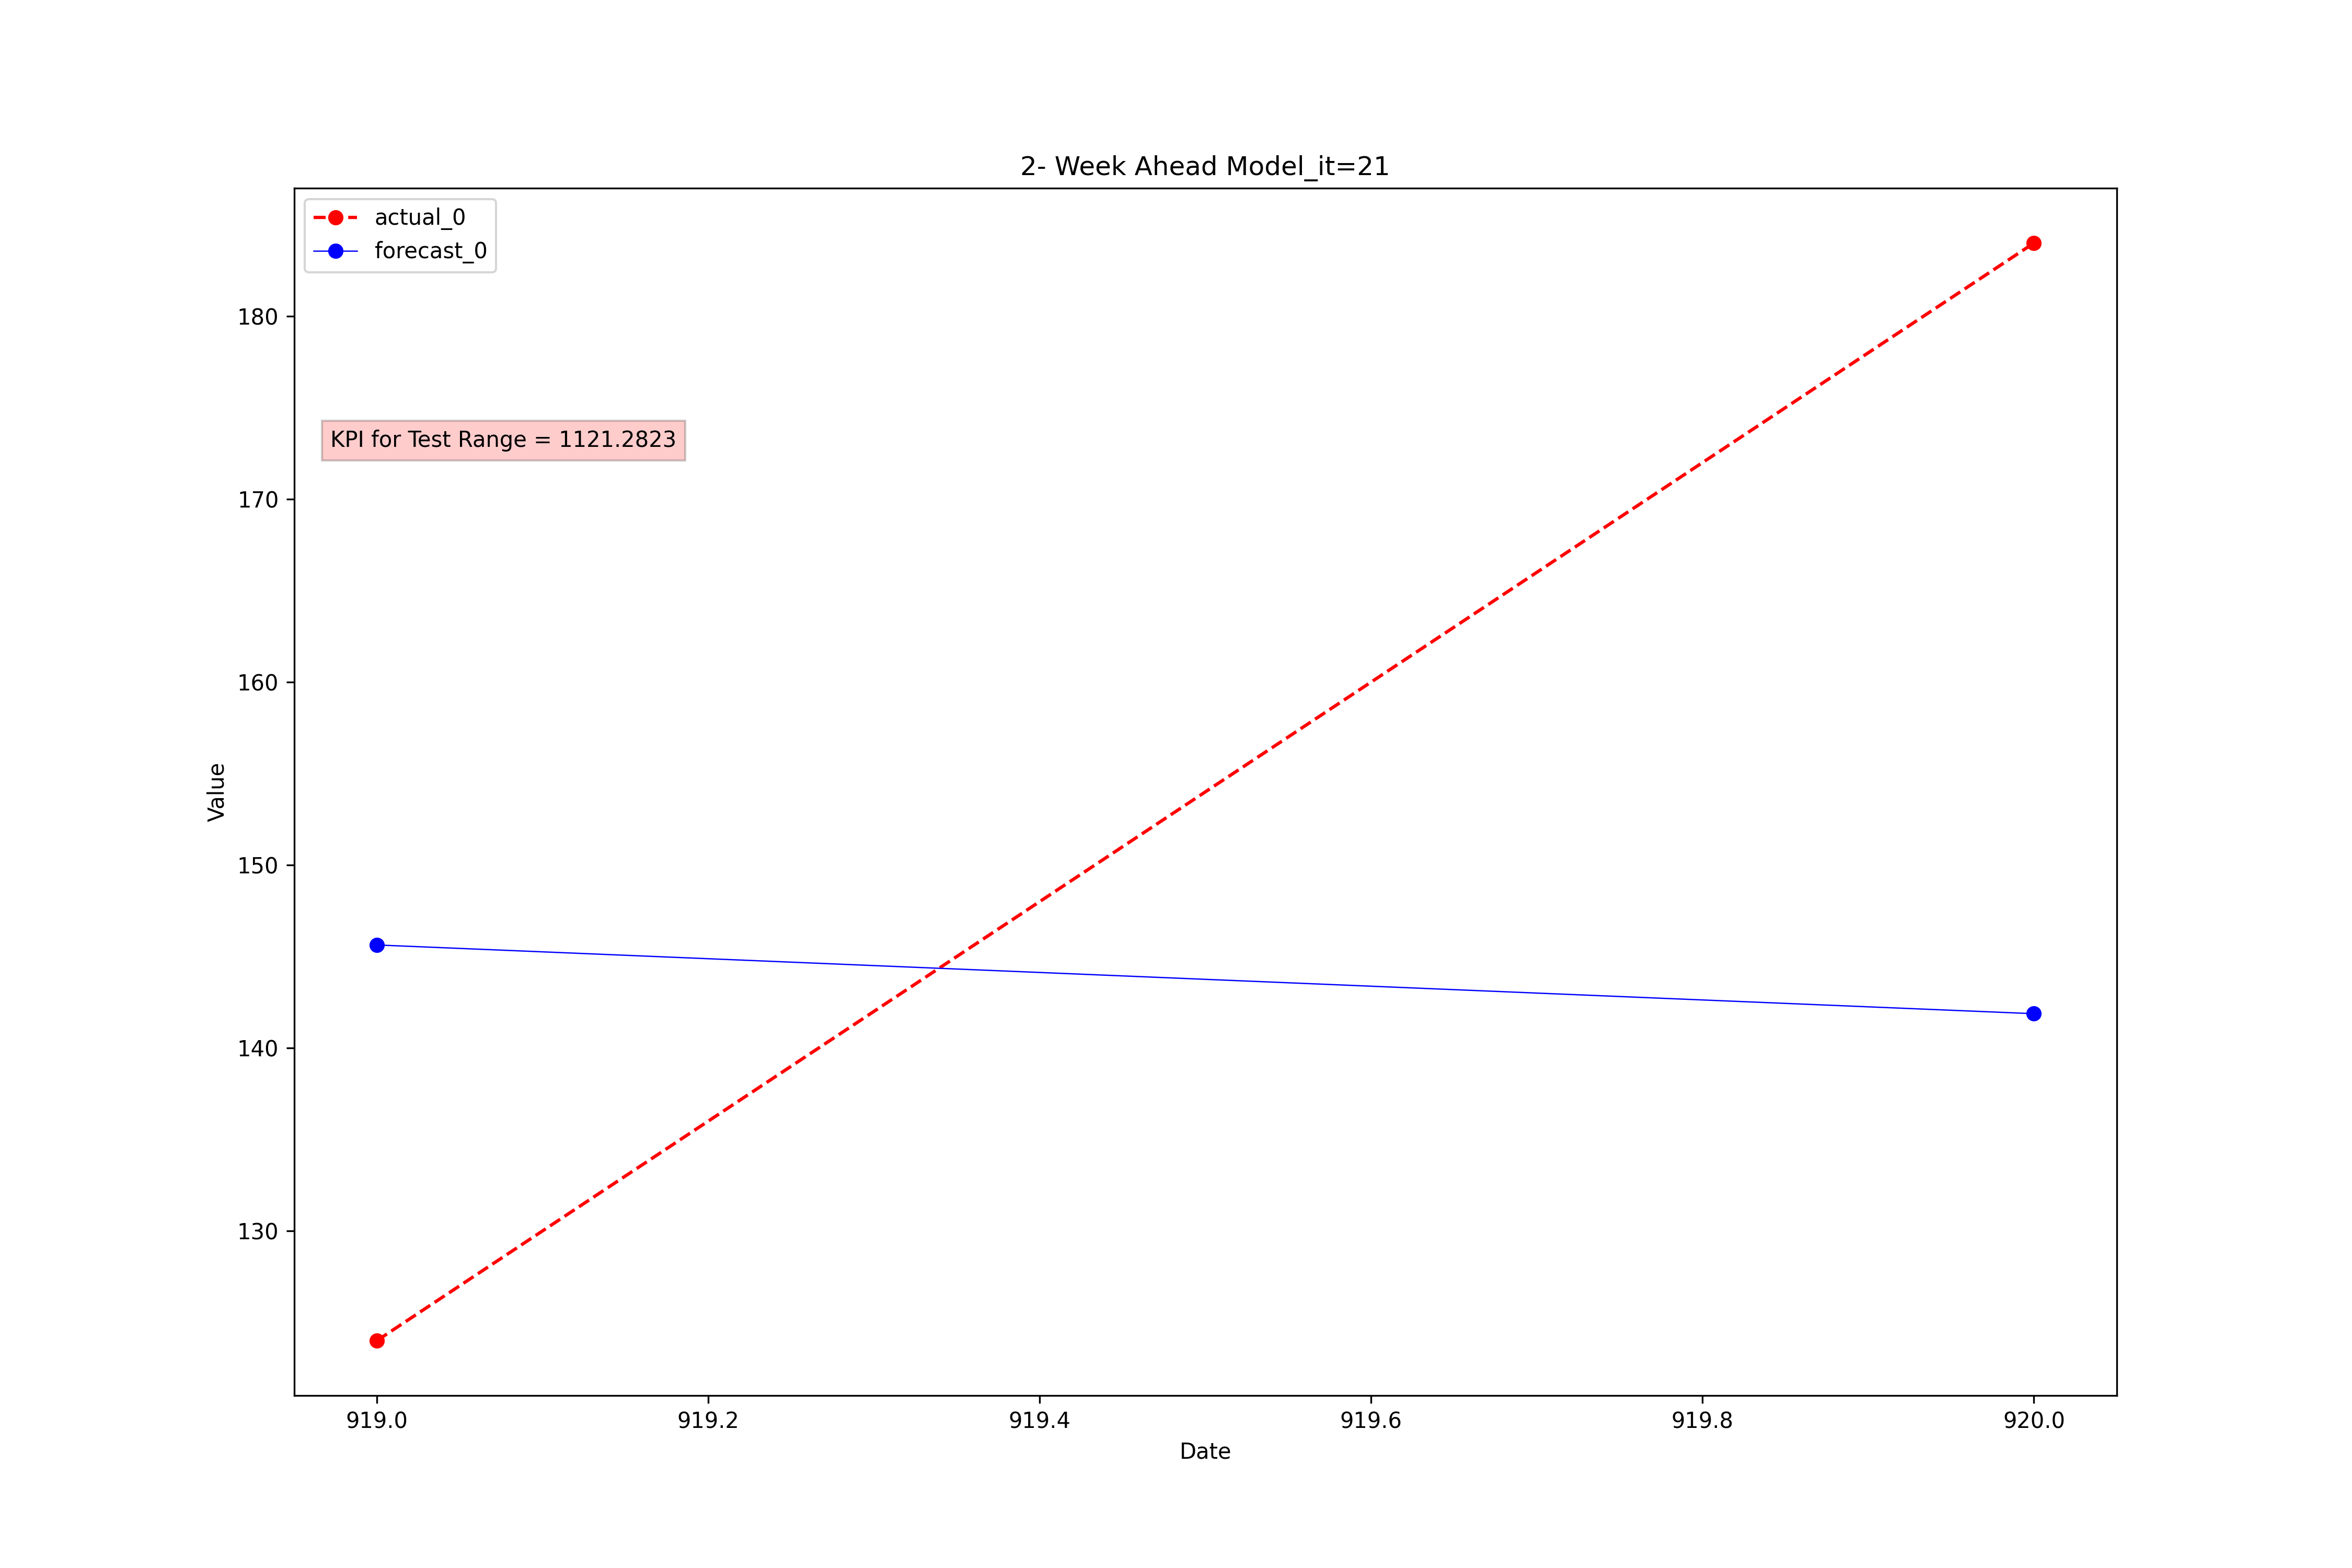 2- Week Ahead Model_it=21
actual_0
forecast_0
KPI for Test Range = 1121.2823
180
170
160
150
140
130
Value
919.0 919.2 919.4 919.6 919.8 920.0
Date